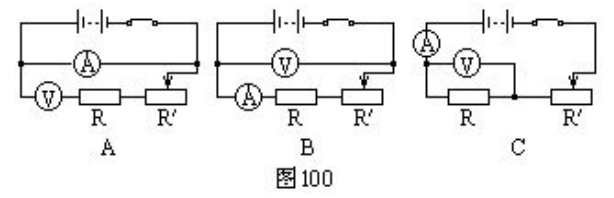 A V
V A
A V
R R′ R R′ R R′
A B C
图100